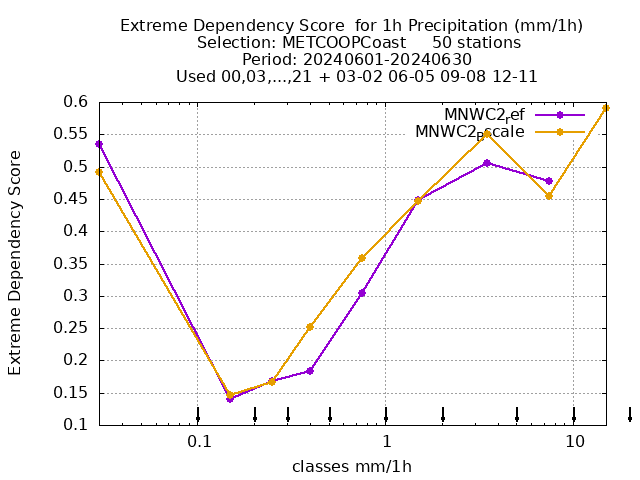 Extreme Dependency Score  for 1h Precipitation (mm/1h)
Selection: METCOOPCoast     50 stations
Period: 20240601-20240630
Used 00,03,...,21 + 03-02 06-05 09-08 12-11
MNWC2_ref
MNWC2_pscale
0.6
0.55
0.5
0.45
0.4
0.35
0.3
0.25
0.2
0.15
0.1
Extreme Dependency Score
0.1 1 10
classes mm/1h